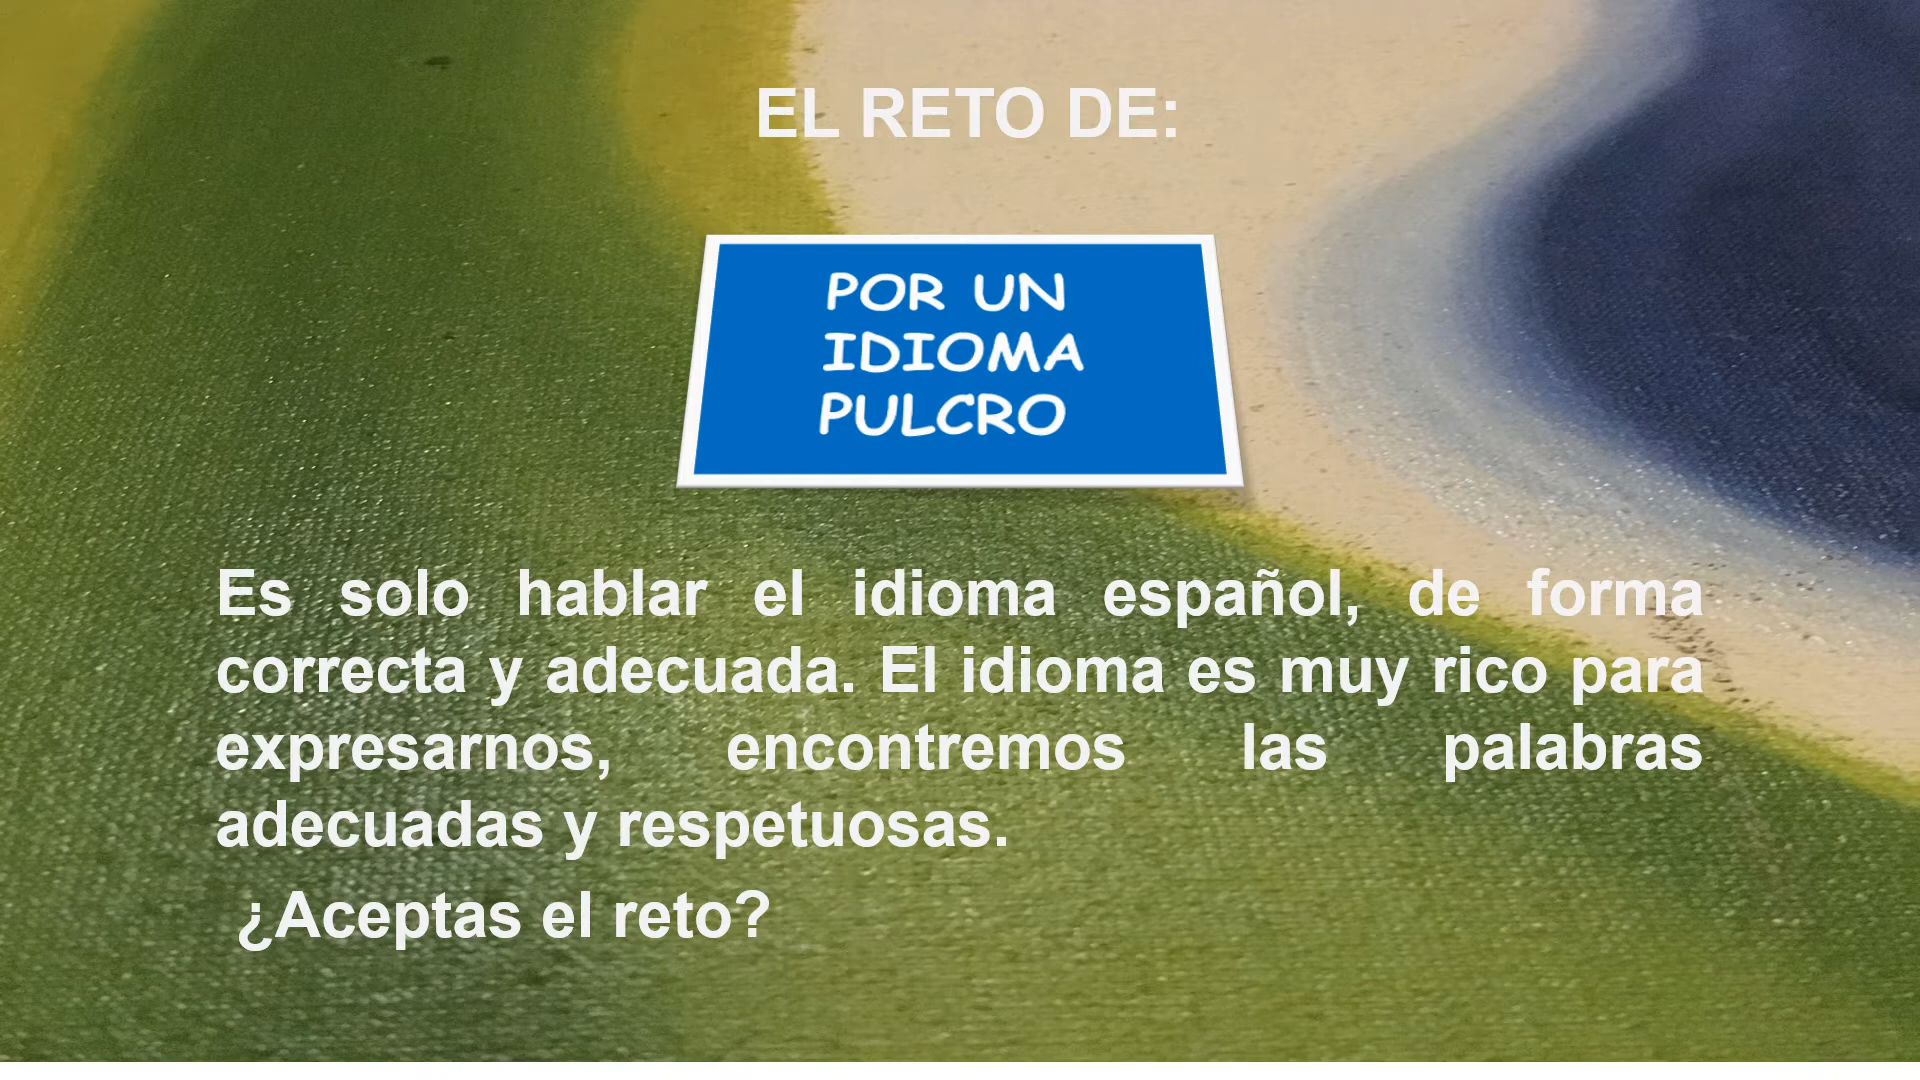 EL RETO DE:
POR UN
IDIOMA
PULCRO
Es solo hablar el idioma español, de forma
correcta y adecuada. El idioma es muy rico para
expresarnos, encontremos las palabras
adecuadas y respetuosas.
¿Aceptas el reto?